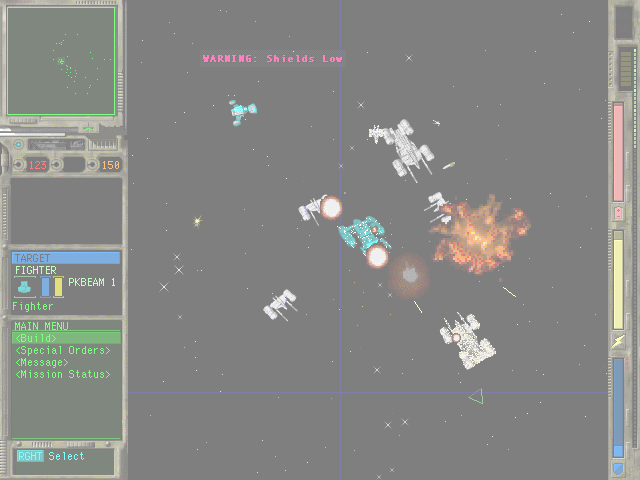 WARNING: Shields Low
123 150
TARGET
FIGHTER
PKBEAM 1
Fighter
MAIN MENU
<Build>
<Special Orders>
<Message>
<Mission Status>
RGHT Select